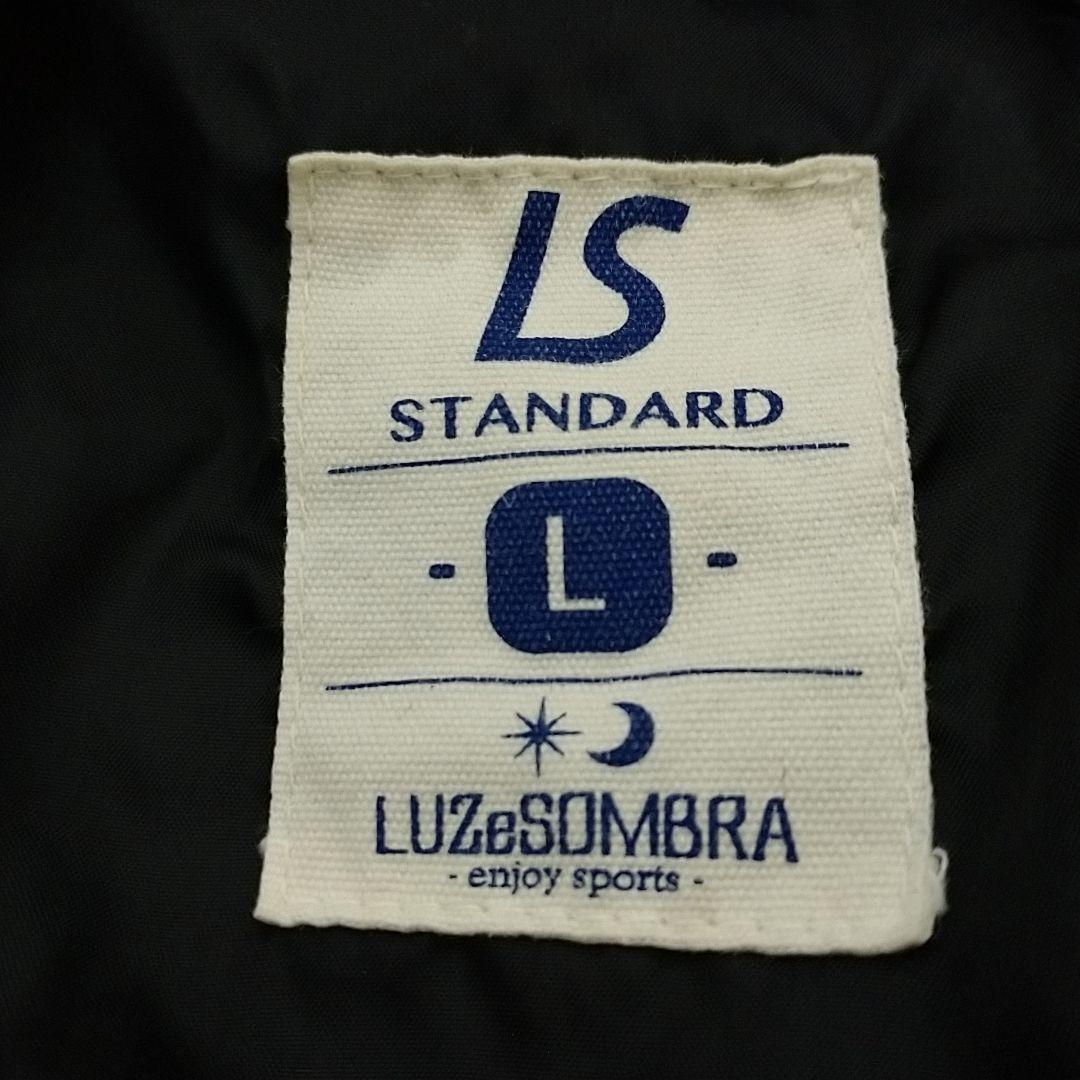 LS
STANDARD
- L -
LUZeSOMBRA
- enjoy sports -